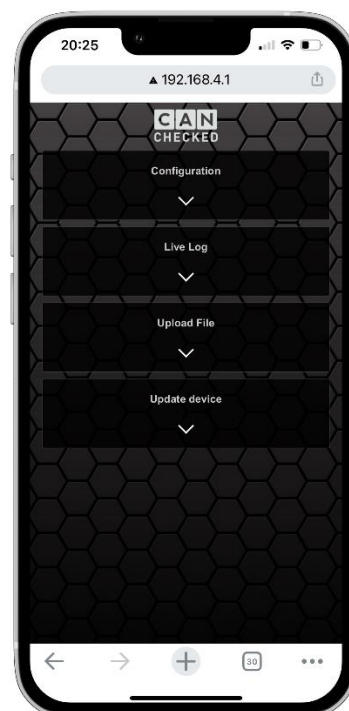 20:25
192.168.4.1
CAN
CHECKED
Configuration
Live Log
Upload File
Update device
30